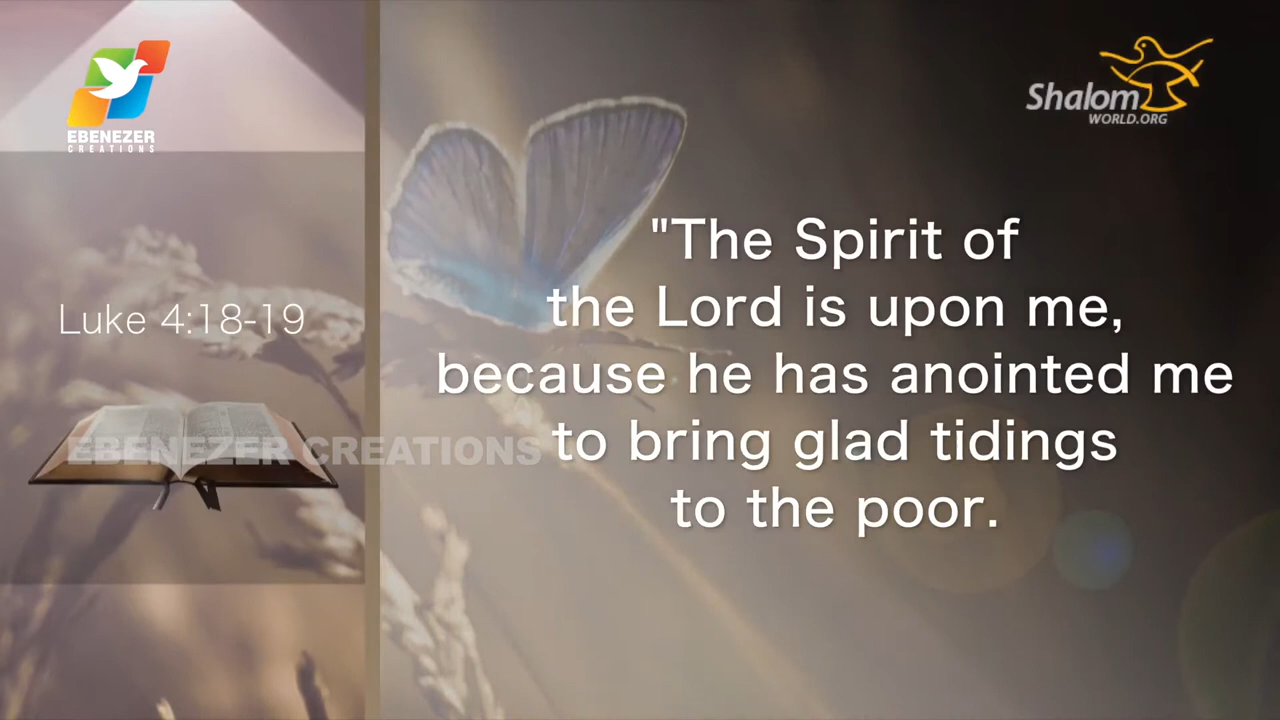 EBENEZER
CREATIONS
Shalom
WORLD.ORG
Luke 4:18-19
"The Spirit of
the Lord is upon me,
because he has anointed me
to bring glad tidings
to the poor.
EBENEZER CREATIONS